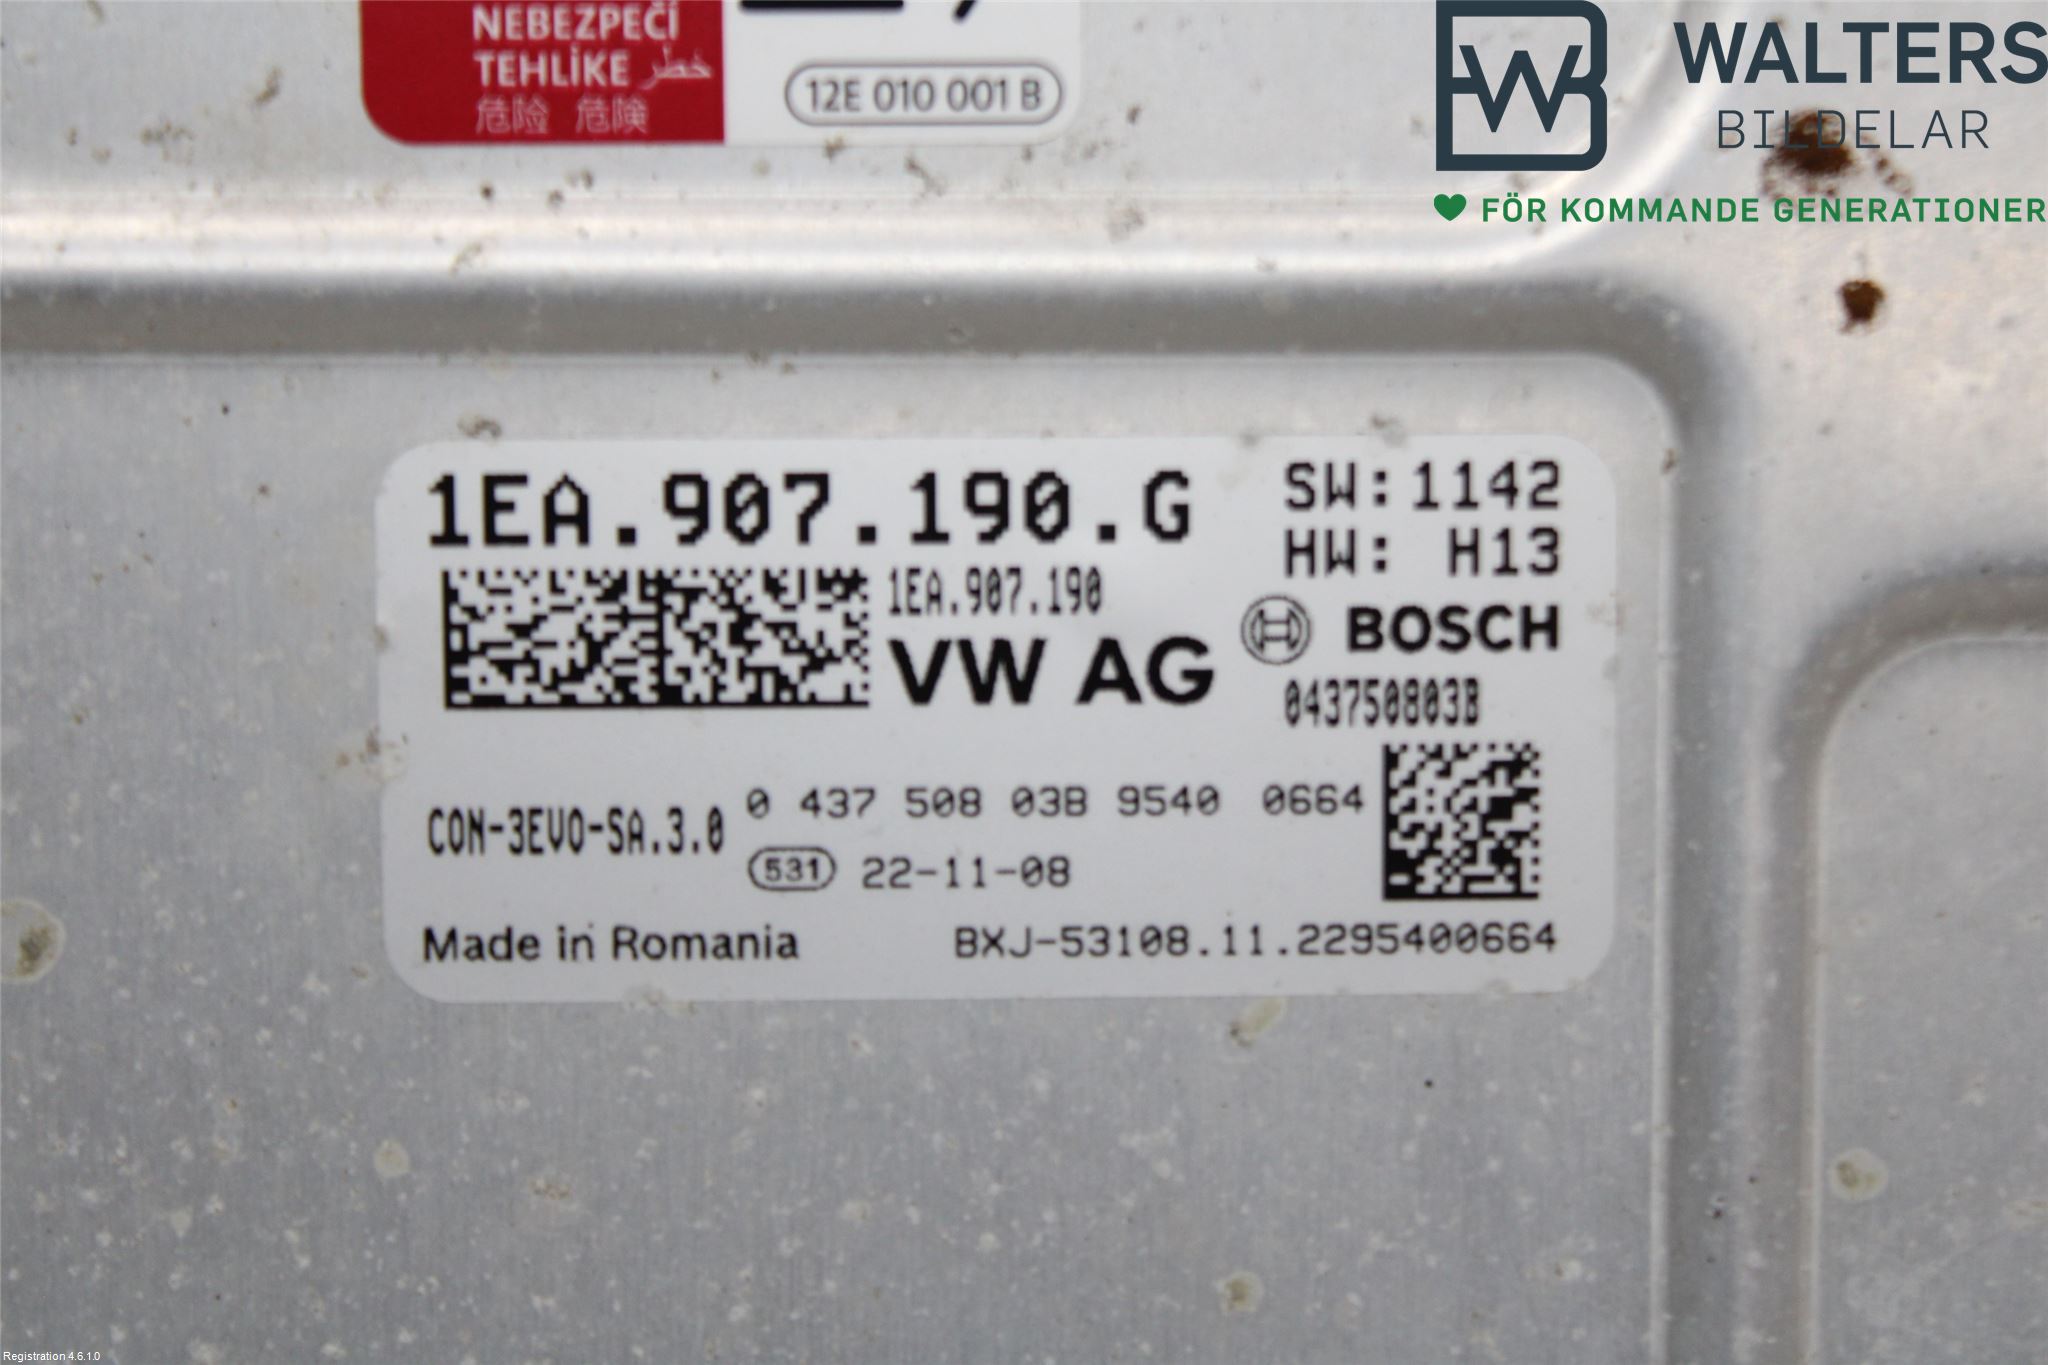 NEBEZPEČÍ
TEHLİKE خطر
危险 危険
12E 010 001 B
WALTERS
BILDELAR
FÖR KOMMANDE GENERATIONER
1EA.907.190.G
SW:1142
HW: H13
1EA.907.190
VW AG
BOSCH
043750803B
CON-3EVO-SA.3.0
0 437 508 03B 9540 0664
531 22-11-08
Made in Romania
BXJ-53108.11.2295400664
Registration 4.6.1.0